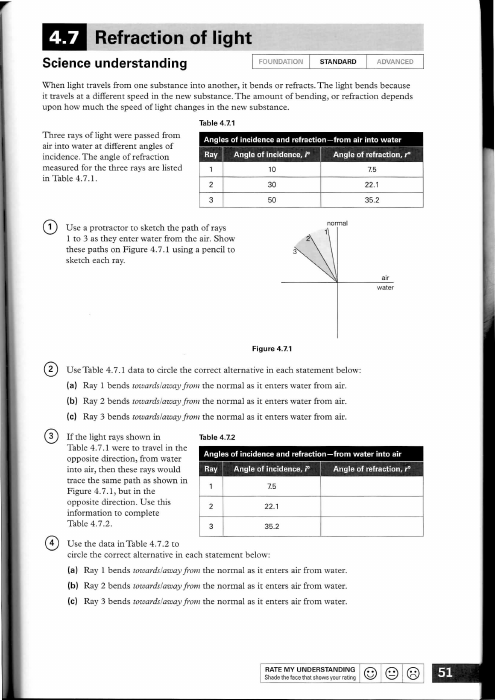 4.7 Refraction of light
Science understanding
FOUNDATION STANDARD ADVANCED
When light travels from one substance into another, it bends or refracts. The light bends because
it travels at a different speed in the new substance. The amount of bending, or refraction depends
upon how much the speed of light changes in the new substance.
Three rays of light were passed from
air into water at different angles of
incidence. The angle of refraction
measured for the three rays are listed
in Table 4.7.1.
Table 4.7.1
Angles of incidence and refraction—from air into water
Ray Angle of incidence, i° Angle of refraction, r°
1 10 7.5
2 30 22.1
3 50 35.2
1 Use a protractor to sketch the path of rays
1 to 3 as they enter water from the air. Show
these paths on Figure 4.7.1 using a pencil to
sketch each ray.
normal
1
2
3
air
water
Figure 4.7.1
2 Use Table 4.7.1 data to circle the correct alternative in each statement below:
(a) Ray 1 bends towards/away from the normal as it enters water from air.
(b) Ray 2 bends towards/away from the normal as it enters water from air.
(c) Ray 3 bends towards/away from the normal as it enters water from air.
3 If the light rays shown in
Table 4.7.1 were to travel in the
opposite direction, from water
into air, then these rays would
trace the same path as shown in
Figure 4.7.1, but in the
opposite direction. Use this
information to complete
Table 4.7.2.
Table 4.7.2
Angles of incidence and refraction—from water into air
Ray Angle of incidence, i° Angle of refraction, r°
1 7.5
2 22.1
3 35.2
4 Use the data in Table 4.7.2 to
circle the correct alternative in each statement below:
(a) Ray 1 bends towards/away from the normal as it enters air from water.
(b) Ray 2 bends towards/away from the normal as it enters air from water.
(c) Ray 3 bends towards/away from the normal as it enters air from water.
RATE MY UNDERSTANDING
Shade the face that shows your rating
51